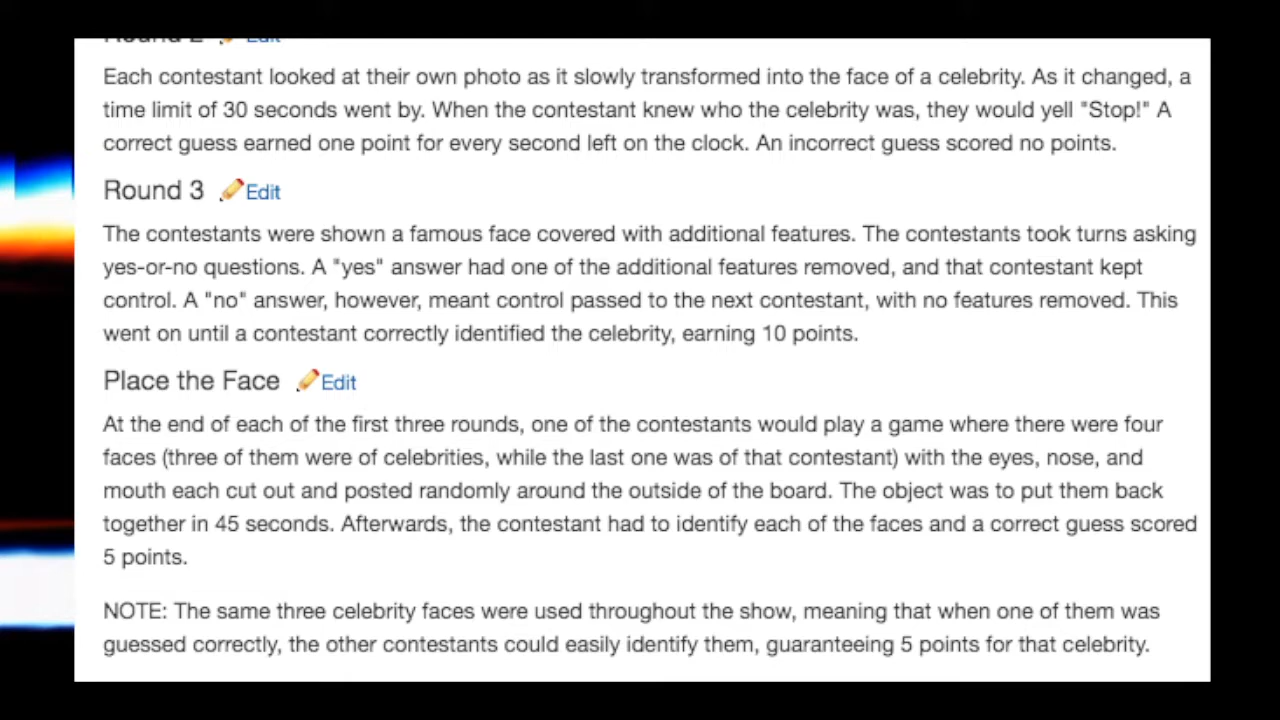 Round 2 Edit
Each contestant looked at their own photo as it slowly transformed into the face of a celebrity. As it changed, a
time limit of 30 seconds went by. When the contestant knew who the celebrity was, they would yell "Stop!" A
correct guess earned one point for every second left on the clock. An incorrect guess scored no points.
Round 3 Edit
The contestants were shown a famous face covered with additional features. The contestants took turns asking
yes-or-no questions. A "yes" answer had one of the additional features removed, and that contestant kept
control. A "no" answer, however, meant control passed to the next contestant, with no features removed. This
went on until a contestant correctly identified the celebrity, earning 10 points.
Place the Face Edit
At the end of each of the first three rounds, one of the contestants would play a game where there were four
faces (three of them were of celebrities, while the last one was of that contestant) with the eyes, nose, and
mouth each cut out and posted randomly around the outside of the board. The object was to put them back
together in 45 seconds. Afterwards, the contestant had to identify each of the faces and a correct guess scored
5 points.
NOTE: The same three celebrity faces were used throughout the show, meaning that when one of them was
guessed correctly, the other contestants could easily identify them, guaranteeing 5 points for that celebrity.